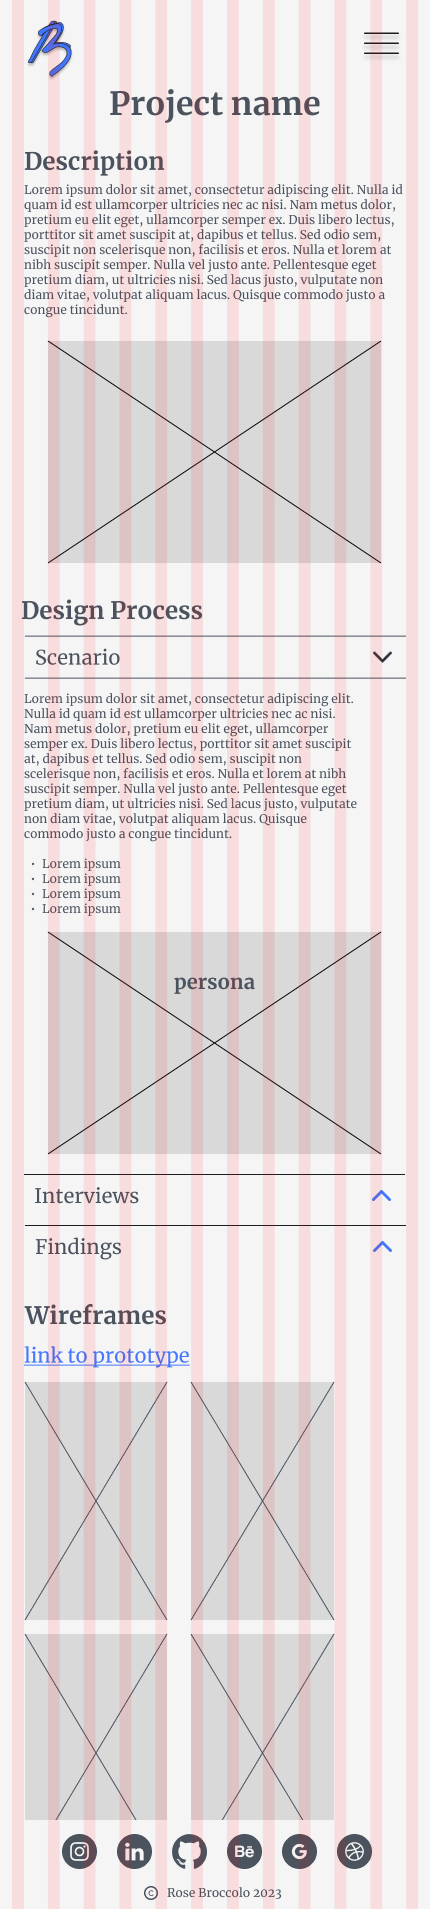 B
Project name
Description
Lorem ipsum dolor sit amet, consectetur adipiscing elit. Nulla id
quam id est ullamcorper ultricies nec ac nisi. Nam metus dolor,
pretium eu elit eget, ullamcorper semper ex. Duis libero lectus,
porttitor sit amet suscipit at, dapibus et tellus. Sed odio sem,
suscipit non scelerisque non, facilisis et eros. Nulla et lorem at
nibh suscipit semper. Nulla vel justo ante. Pellentesque eget
pretium diam, ut ultricies nisi. Sed lacus justo, vulputate non
diam vitae, volutpat aliquam lacus. Quisque commodo justo a
congue tincidunt.
Design Process
Scenario
Lorem ipsum dolor sit amet, consectetur adipiscing elit.
Nulla id quam id est ullamcorper ultricies nec ac nisi.
Nam metus dolor, pretium eu elit eget, ullamcorper
semper ex. Duis libero lectus, porttitor sit amet suscipit
at, dapibus et tellus. Sed odio sem, suscipit non
scelerisque non, facilisis et eros. Nulla et lorem at nibh
suscipit semper. Nulla vel justo ante. Pellentesque eget
pretium diam, ut ultricies nisi. Sed lacus justo, vulputate
non diam vitae, volutpat aliquam lacus. Quisque
commodo justo a congue tincidunt.
• Lorem ipsum
• Lorem ipsum
• Lorem ipsum
• Lorem ipsum
persona
Interviews
Findings
Wireframes
link to prototype
in Bē G
© Rose Broccolo 2023